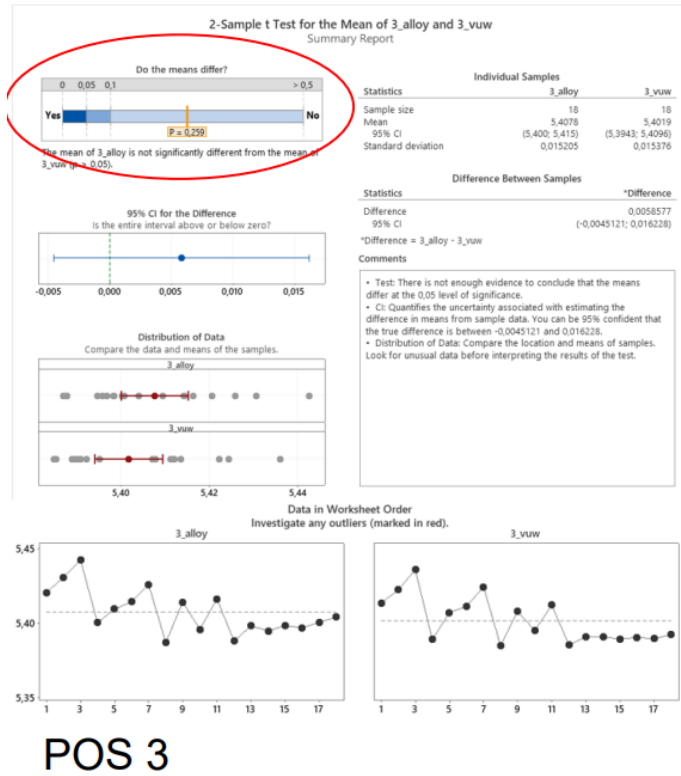 2-Sample t Test for the Mean of 3_alloy and 3_vuw
Summary Report
Do the means differ?
0 0,05 0,1 > 0,5
Yes No
P = 0,259
The mean of 3_alloy is not significantly different from the mean of
3_vuw (p > 0,05).
Individual Samples
Statistics 3_alloy 3_vuw
Sample size 18 18
Mean 5,4078 5,4019
95% CI (5,400; 5,415) (5,3943; 5,4096)
Standard deviation 0,015205 0,015376
Difference Between Samples
Statistics *Difference
Difference 0,0058577
95% CI (-0,0045121; 0,016228)
*Difference = 3_alloy - 3_vuw
95% CI for the Difference
Is the entire interval above or below zero?
-0,005 0,000 0,005 0,010 0,015
Comments
• Test: There is not enough evidence to conclude that the means
differ at the 0,05 level of significance.
• CI: Quantifies the uncertainty associated with estimating the
difference in means from sample data. You can be 95% confident that
the true difference is between -0,0045121 and 0,016228.
• Distribution of Data: Compare the location and means of samples.
Look for unusual data before interpreting the results of the test.
Distribution of Data
Compare the data and means of the samples.
3_alloy
3_vuw
5,40 5,42 5,44
Data in Worksheet Order
Investigate any outliers (marked in red).
3_alloy 3_vuw
5,45
5,40
5,35
1 3 5 7 9 11 13 15 17 1 3 5 7 9 11 13 15 17
POS 3